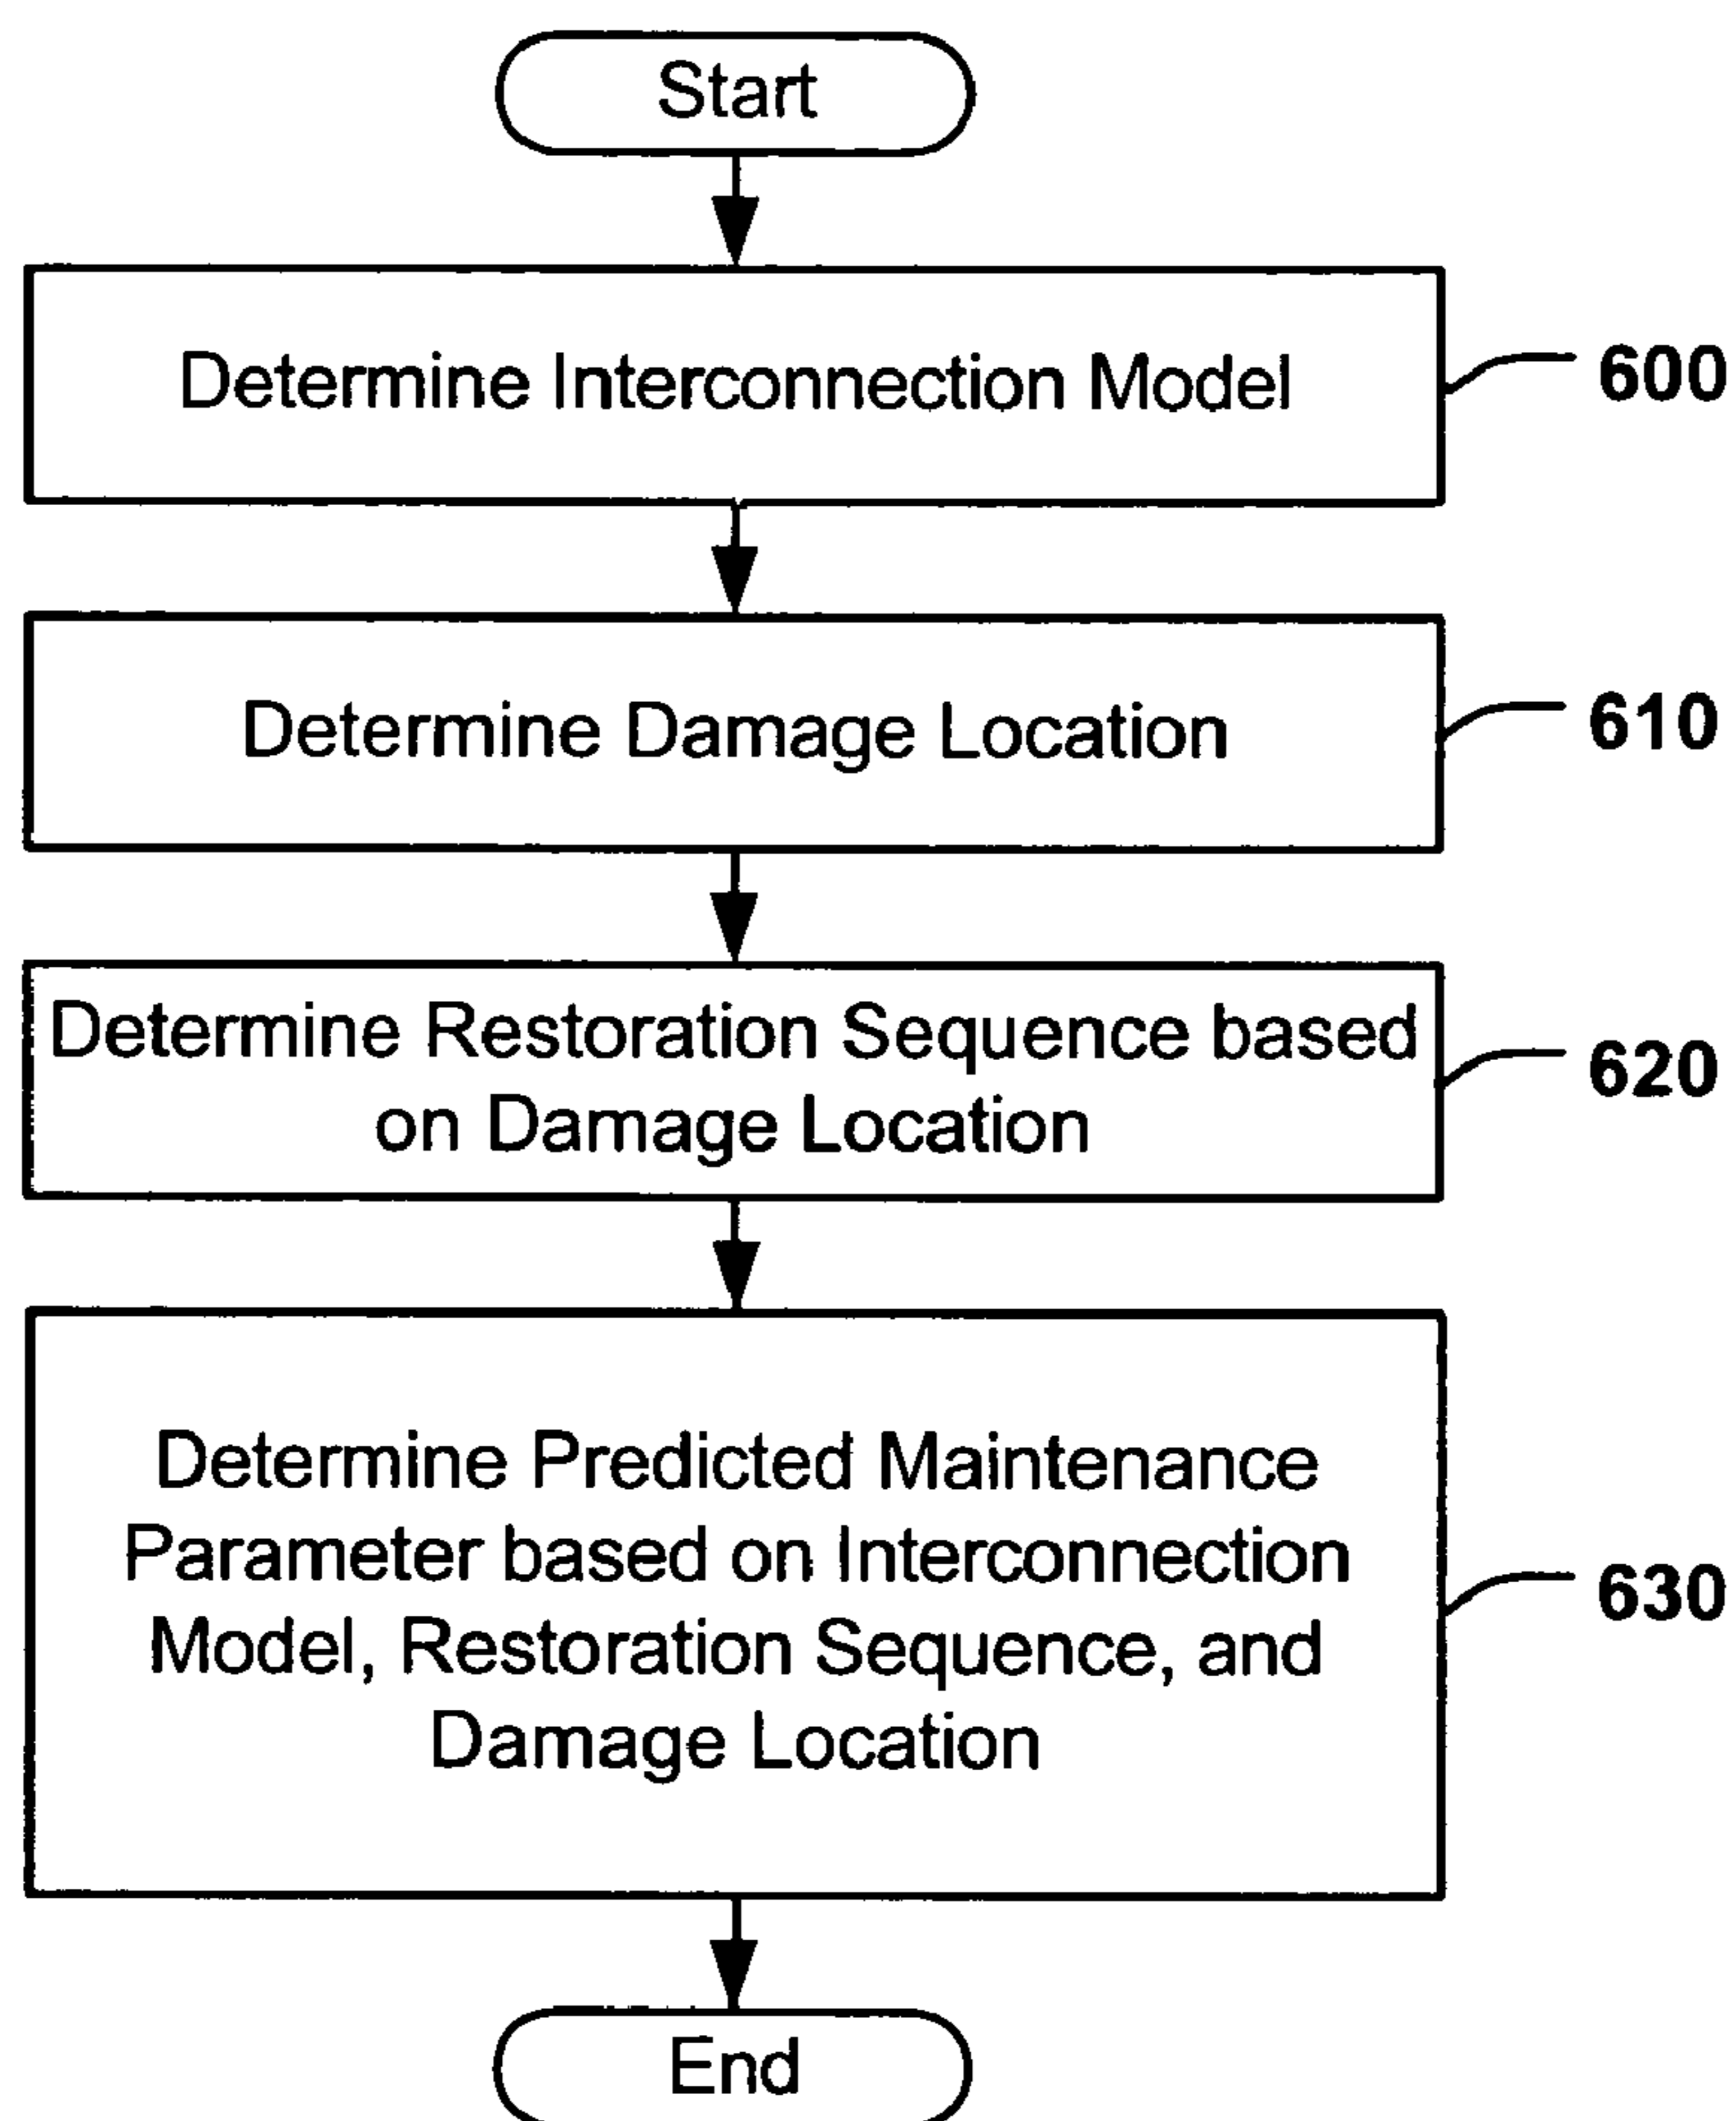 Start
Determine Interconnection Model
600
Determine Damage Location
610
Determine Restoration Sequence based
on Damage Location
620
Determine Predicted Maintenance
Parameter based on Interconnection
Model, Restoration Sequence, and
Damage Location
630
End